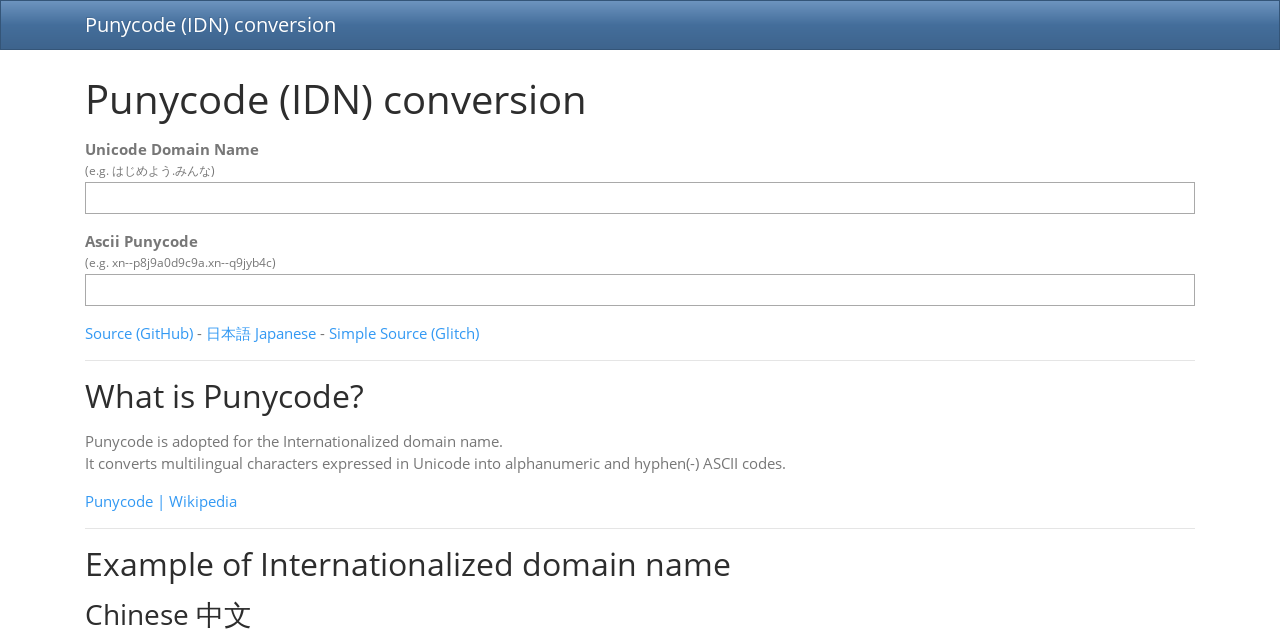 Punycode (IDN) conversion
Punycode (IDN) conversion
Unicode Domain Name
(e.g. はじめよう.みんな)
Ascii Punycode
(e.g. xn--p8j9a0d9c9a.xn--q9jyb4c)
Source (GitHub) - 日本語 Japanese - Simple Source (Glitch)
What is Punycode?
Punycode is adopted for the Internationalized domain name.
It converts multilingual characters expressed in Unicode into alphanumeric and hyphen(-) ASCII codes.
Punycode | Wikipedia
Example of Internationalized domain name
Chinese 中文